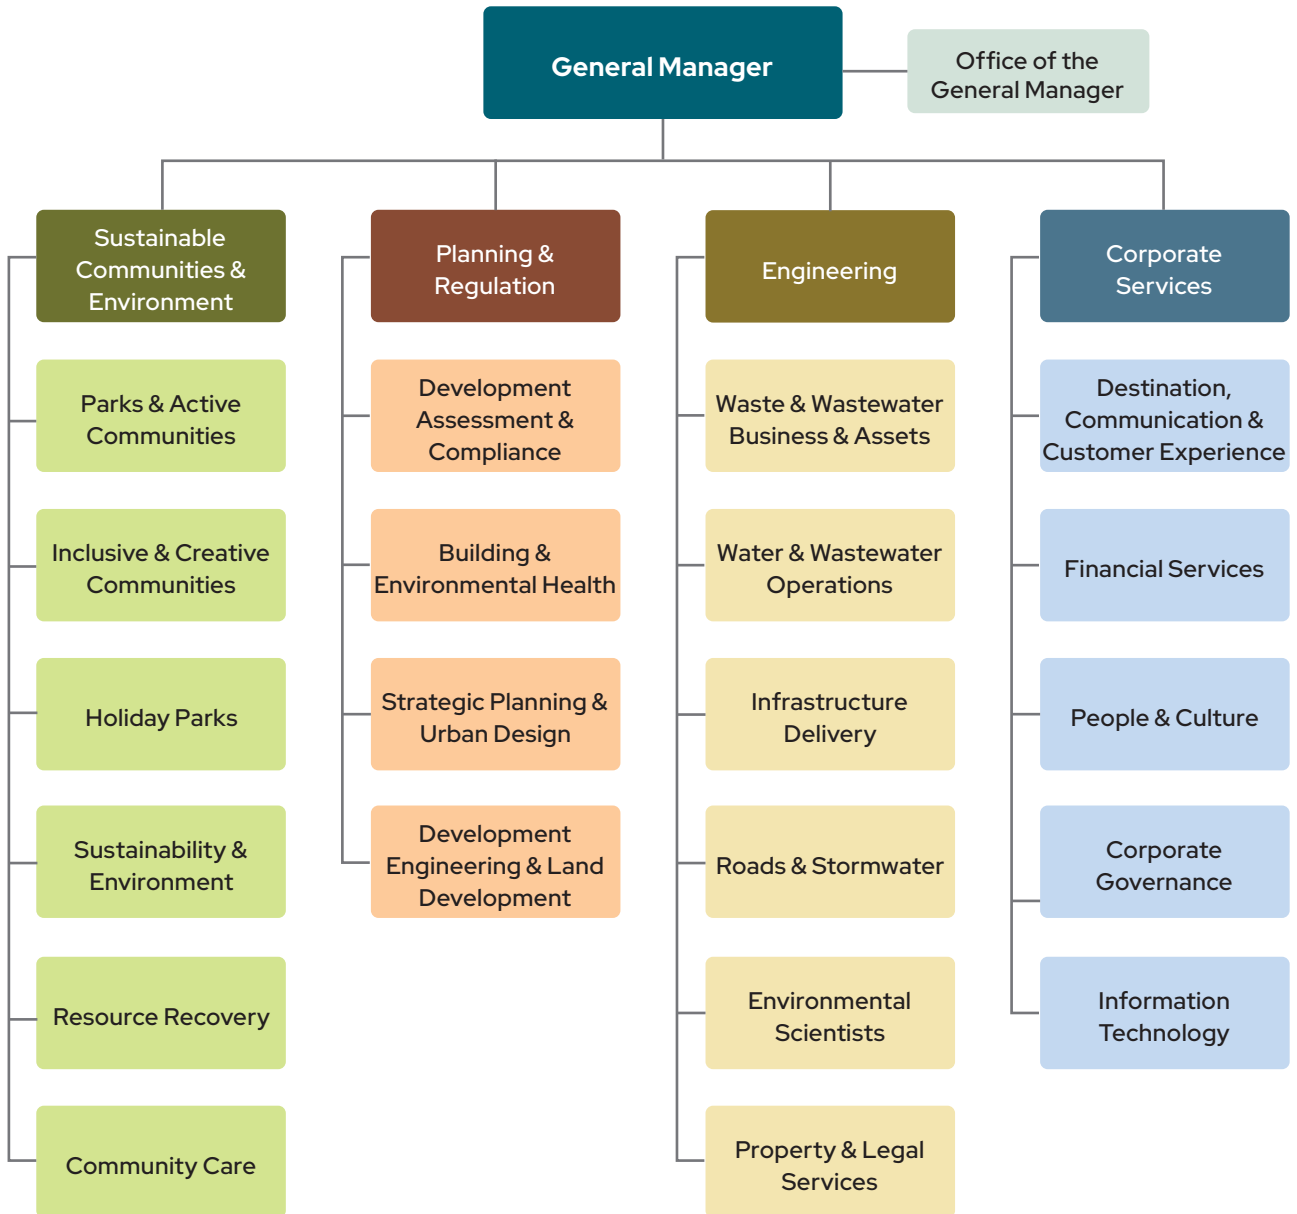 General Manager
Office of the
General Manager
Sustainable
Communities &
Environment
Parks & Active
Communities
Inclusive & Creative
Communities
Holiday Parks
Sustainability &
Environment
Resource Recovery
Community Care
Planning &
Regulation
Development
Assessment &
Compliance
Building &
Environmental Health
Strategic Planning &
Urban Design
Development
Engineering & Land
Development
Engineering
Waste & Wastewater
Business & Assets
Water & Wastewater
Operations
Infrastructure
Delivery
Roads & Stormwater
Environmental
Scientists
Property & Legal
Services
Corporate
Services
Destination,
Communication &
Customer Experience
Financial Services
People & Culture
Corporate
Governance
Information
Technology